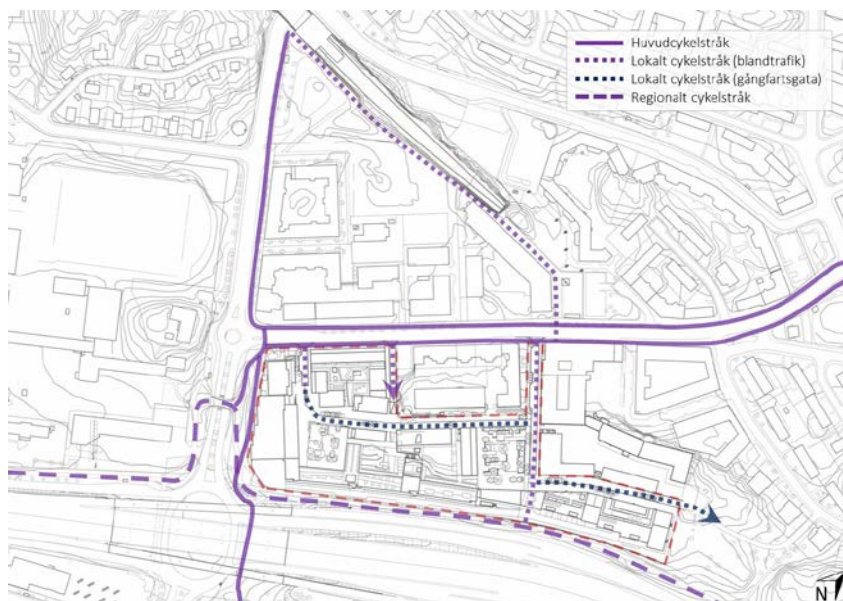 Huvudcykelstråk
Lokalt cykelstråk (blandtrafik)
Lokalt cykelstråk (gångfartsgata)
Regionalt cykelstråk
N